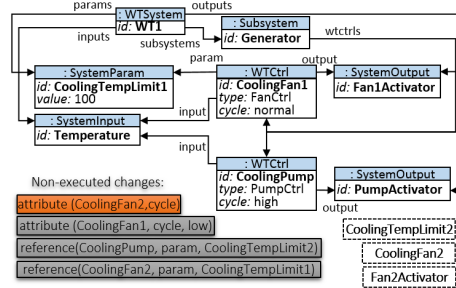 params
outputs
: WTSystem
id: WT1
inputs
subsystems
: Subsystem
id: Generator
wtctrls
param
output
: SystemParam
id: CoolingTempLimit1
value: 100
: WTCtrl
id: CoolingFan1
type: FanCtrl
cycle: normal
: SystemOutput
id: Fan1Activator
: SystemInput
id: Temperature
input
input
: WTCtrl
id: CoolingPump
type: PumpCtrl
cycle: high
: SystemOutput
id: PumpActivator
output
Non-executed changes:
attribute (CoolingFan2,cycle)
attribute (CoolingFan1, cycle, low)
reference(CoolingPump, param, CoolingTempLimit2)
reference(CoolingFan2, param, CoolingTempLimit1)
CoolingTempLimit2
CoolingFan2
Fan2Activator